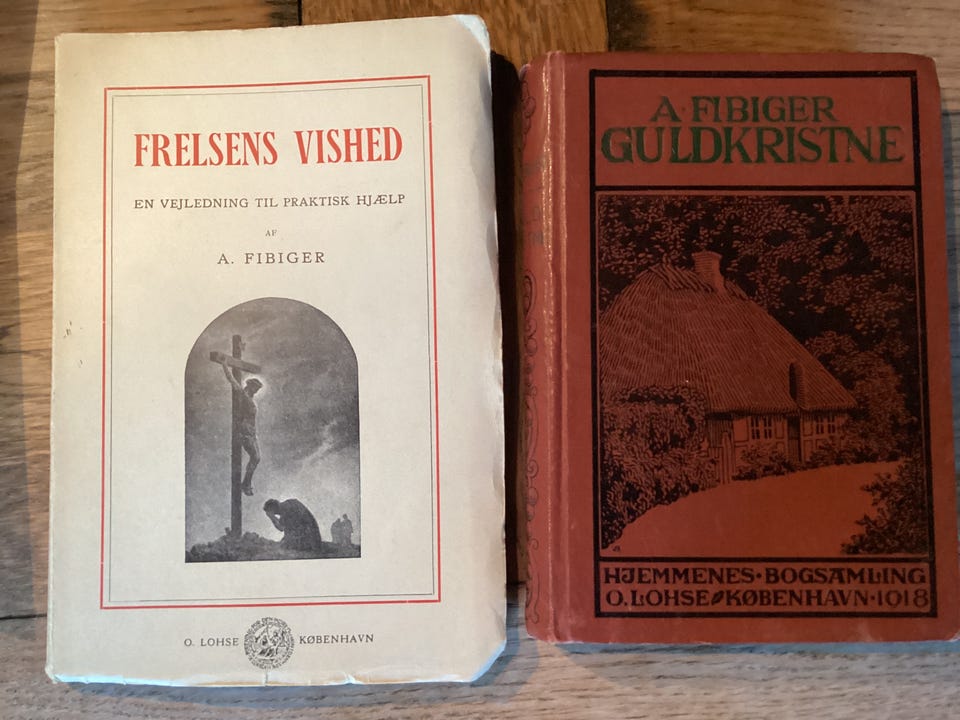 FRELSENS VISHED
EN VEJLEDNING TIL PRAKTISK HJÆLP
AF
A. FIBIGER
O. LOHSE KØBENHAVN
A·FIBIGER
GULDKRISTNE
HJEMMENES·BOGSAMLING
O.LOHSE KØBENHAVN·1918